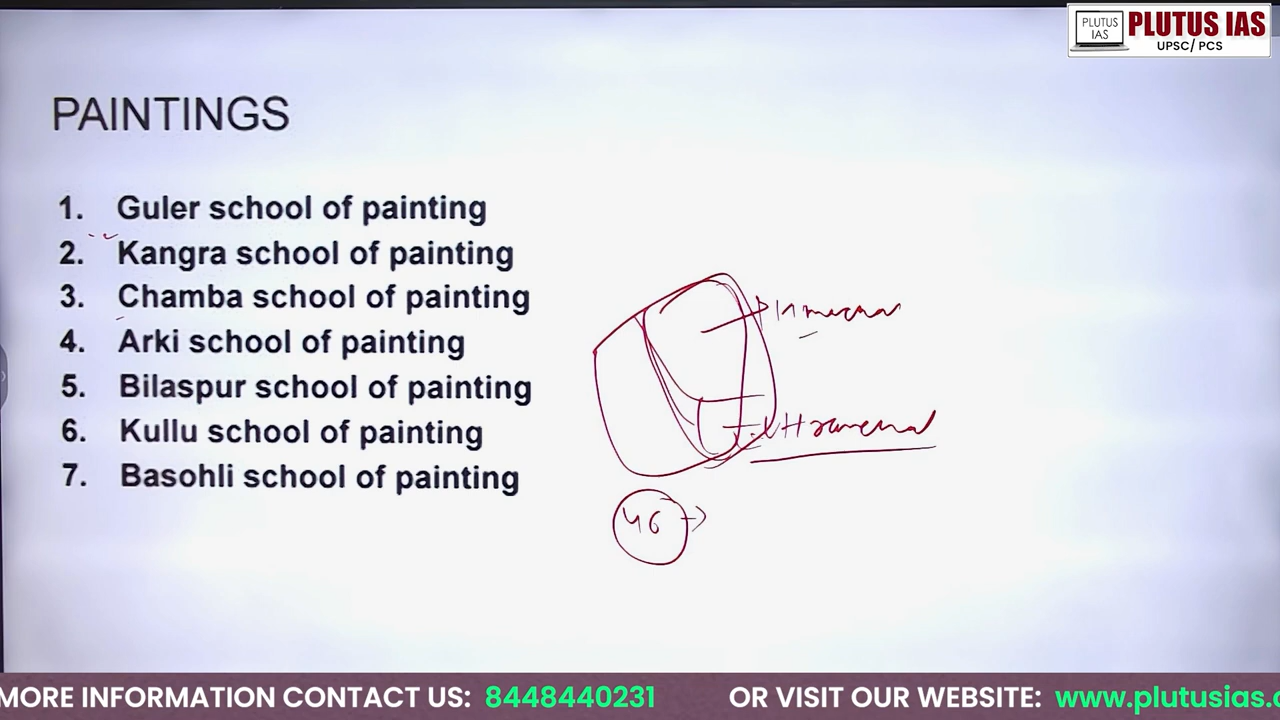 PLUTUS
IAS
PLUTUS IAS
UPSC/ PCS
PAINTINGS
1. Guler school of painting
2. Kangra school of painting
3. Chamba school of painting
4. Arki school of painting
5. Bilaspur school of painting
6. Kullu school of painting
7. Basohli school of painting
46
MORE INFORMATION CONTACT US: 8448440231 OR VISIT OUR WEBSITE: www.plutusias.c